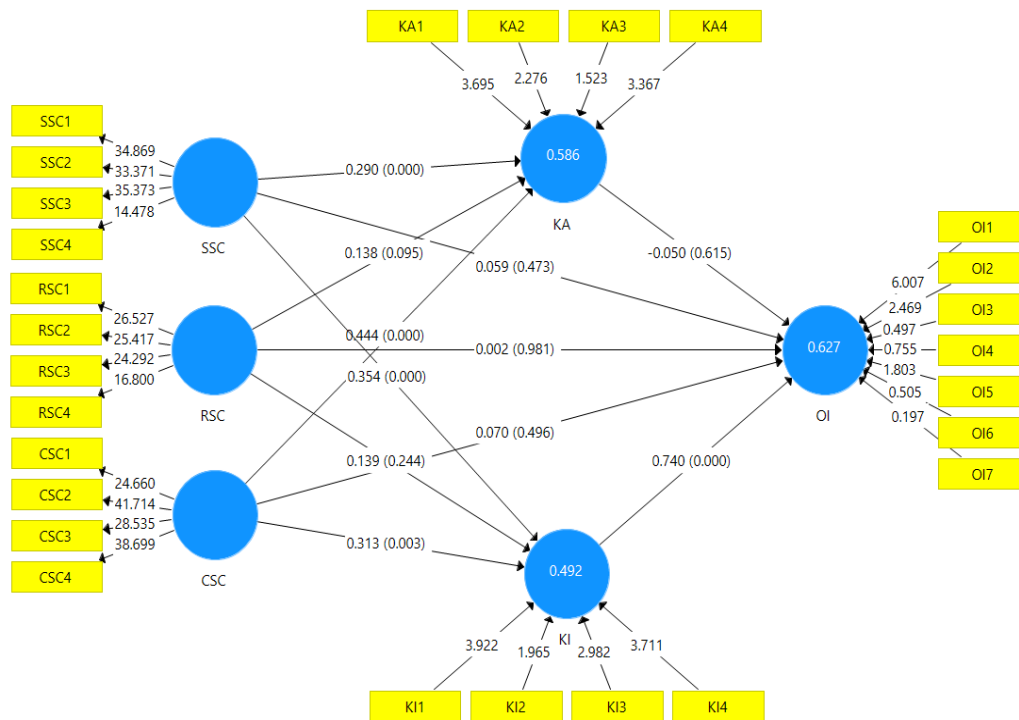 KA1
KA2
KA3
KA4
3.695
2.276
1.523
3.367
SSC1
SSC2
SSC3
SSC4
34.869
33.371
35.373
14.478
SSC
0.290 (0.000)
0.586
KA
0.138 (0.095)
0.059 (0.473)
-0.050 (0.615)
RSC1
RSC2
RSC3
RSC4
26.527
25.417
24.292
16.800
RSC
0.444 (0.000)
0.002 (0.981)
0.354 (0.000)
0.627
OI
OI1
OI2
OI3
OI4
OI5
OI6
OI7
6.007
2.469
0.497
0.755
1.803
0.505
0.197
CSC1
CSC2
CSC3
CSC4
24.660
41.714
28.535
38.699
CSC
0.070 (0.496)
0.139 (0.244)
0.740 (0.000)
0.313 (0.003)
0.492
KI
3.922
1.965
2.982
3.711
KI1
KI2
KI3
KI4